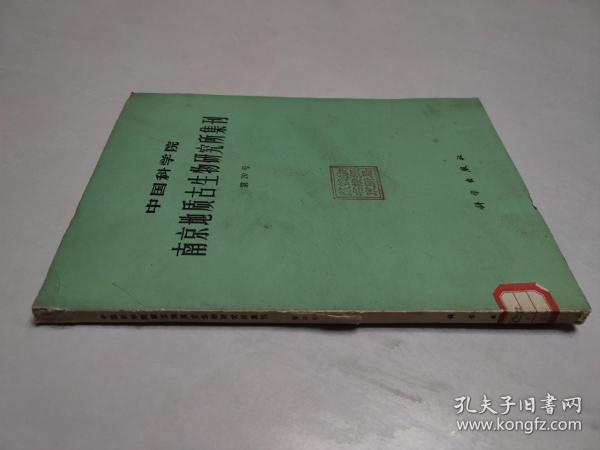 中国科学院
南京地质古生物研究所集刊
第20号
科学出版社
孔夫子旧书网
www.kongfz.com